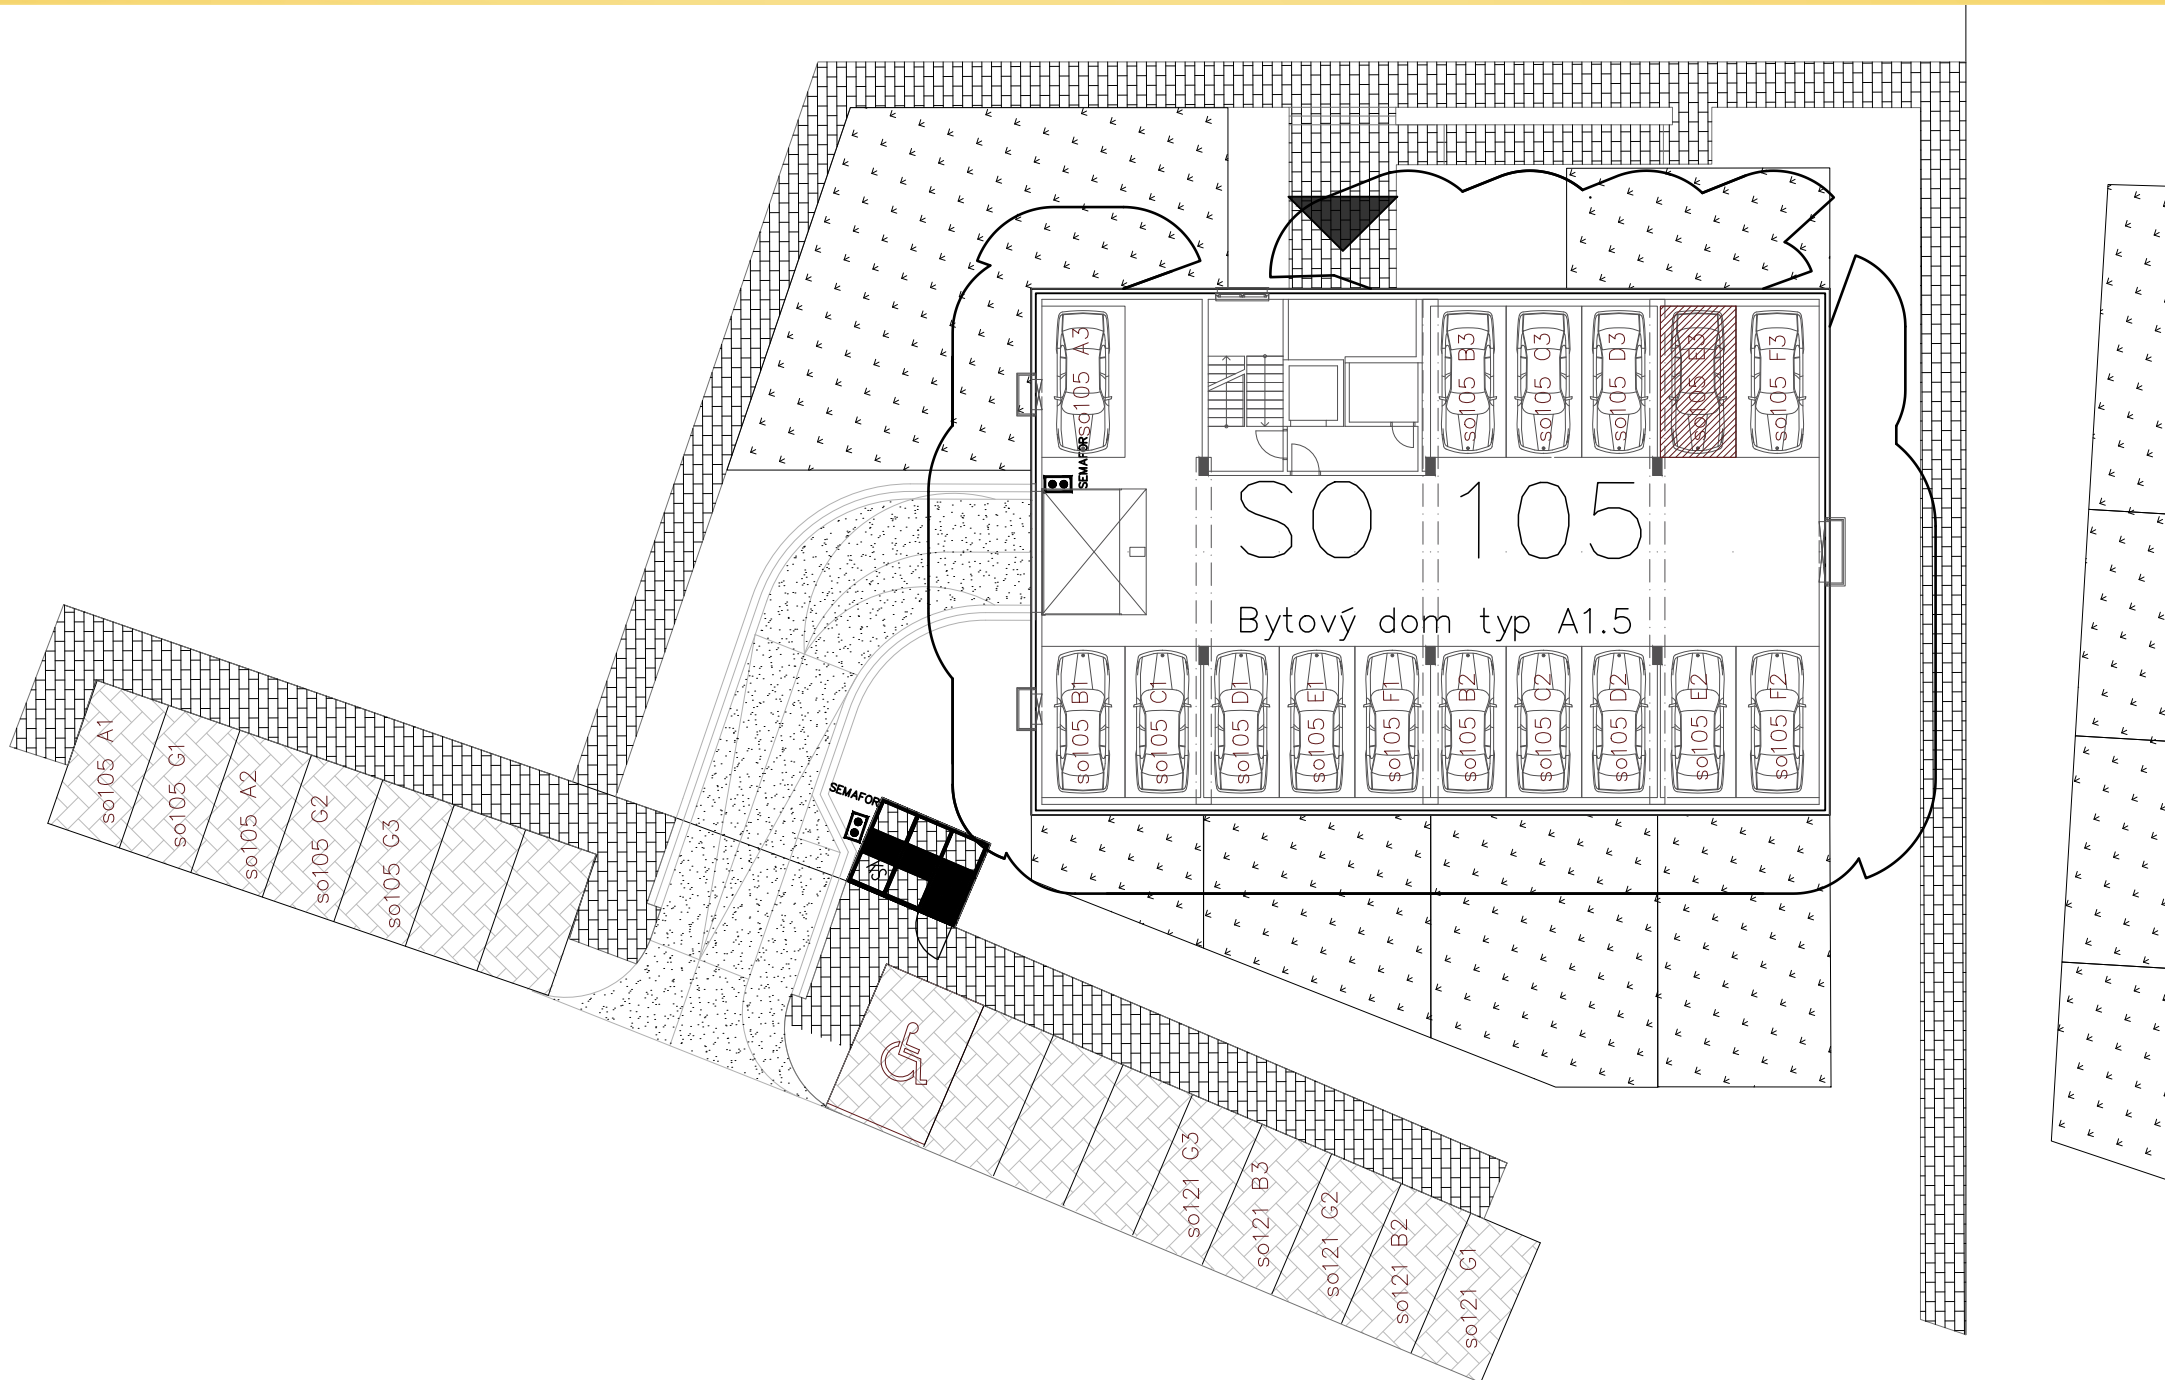 so105 A3
so105 B3
so105 C3
so105 D3
so105 E3
so105 F3
SEMAFOR
SO 105
Bytový dom typ A1.5
so105 B1
so105 C1
so105 D1
so105 E1
so105 F1
so105 B2
so105 C2
so105 D2
so105 E2
so105 F2
so105 A1
so105 G1
so105 A2
so105 G2
so105 G3
SEMAFOR
so121 G3
so121 B3
so121 G2
so121 B2
so121 G1